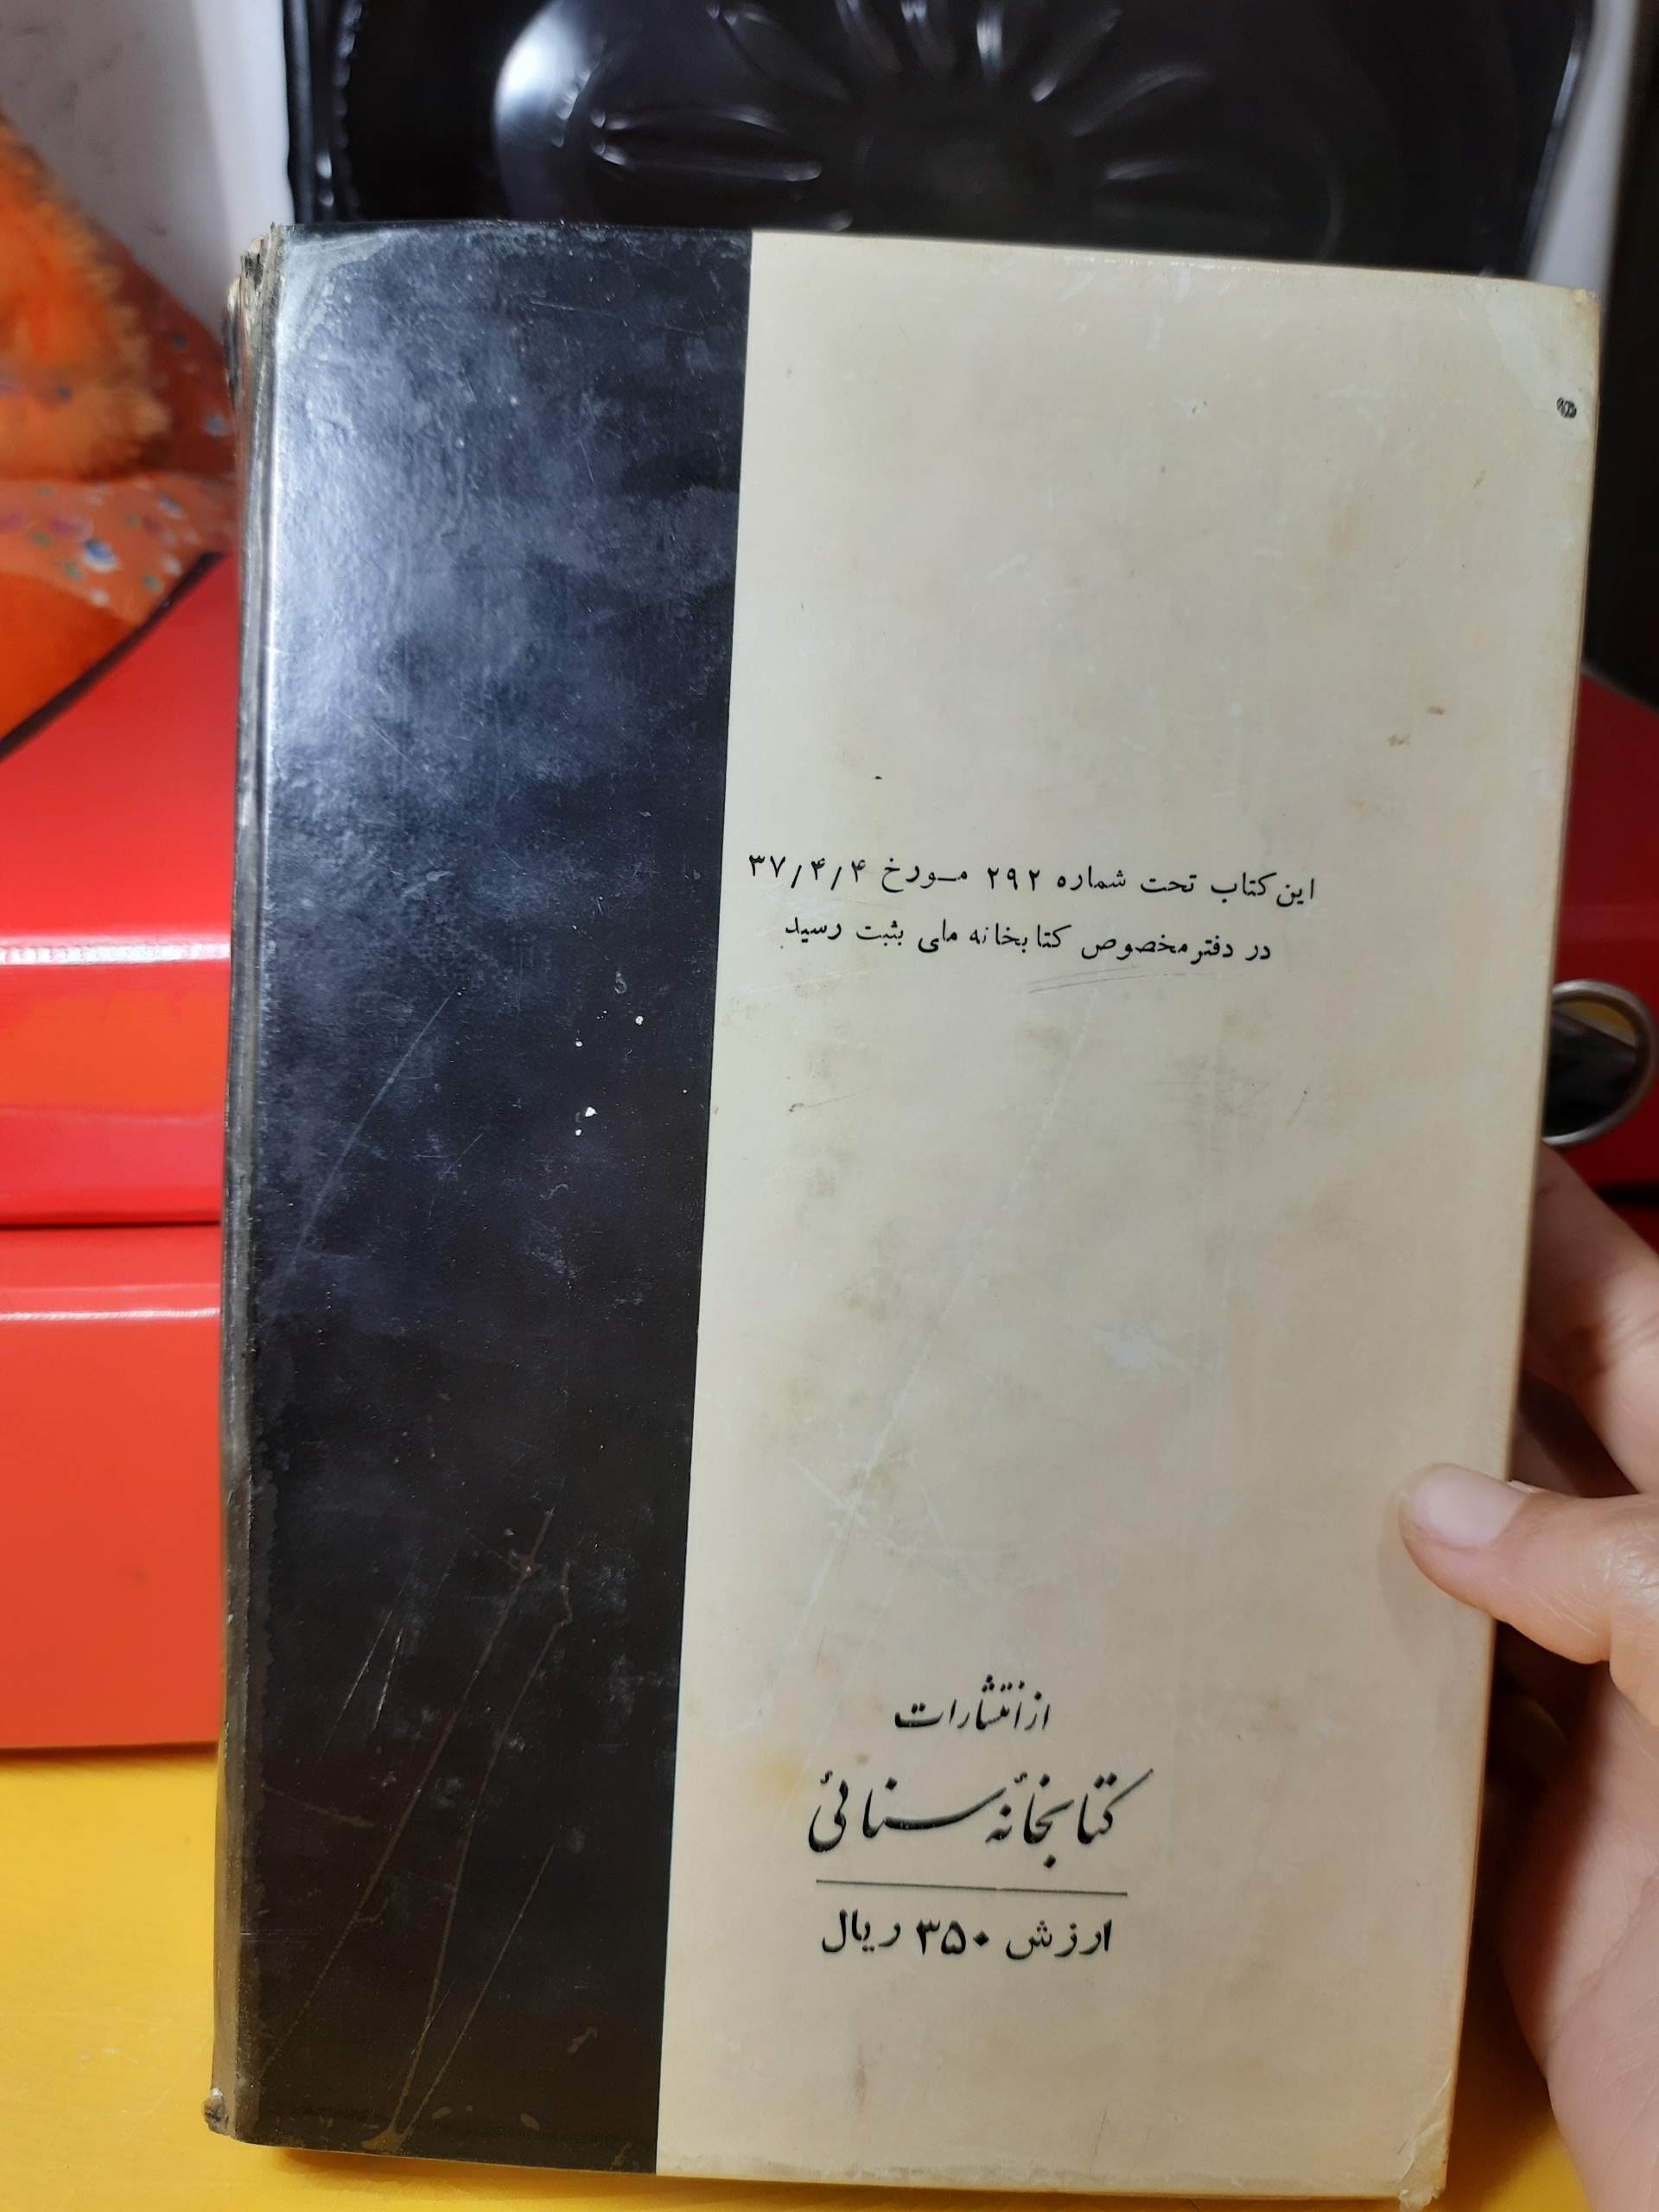 این کتاب تحت شماره ۲۹۲ مـورخ ۳۷/۴/۴
در دفتر مخصوص کتابخانه ملی بثبت رسید
از انتشارات
کتابخانهٔ سنائی
ارزش ۳۵۰ ریال